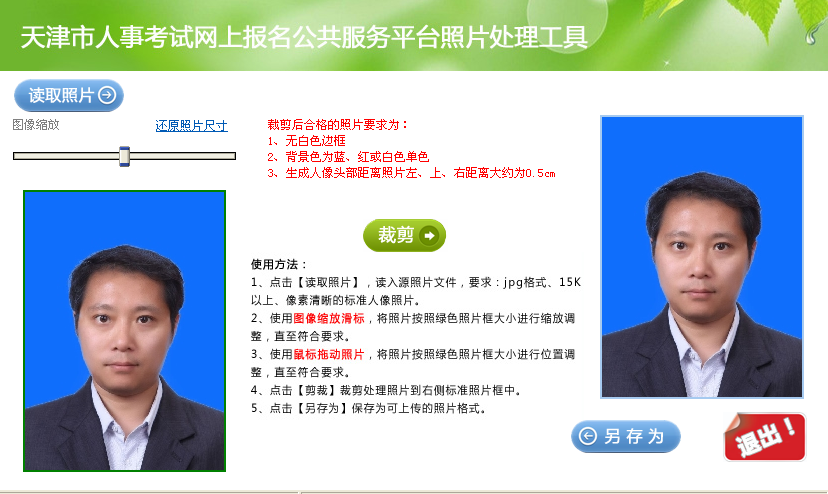 天津市人事考试网上报名公共服务平台照片处理工具
读取照片
图像缩放
还原照片尺寸
裁剪后合格的照片要求为：
1、无白色边框
2、背景色为蓝、红或白色单色
3、生成人像头部距离照片左、上、右距离大约为0.5cm
裁剪
使用方法：
1、点击【读取照片】，读入源照片文件，要求：jpg格式、15K
以上、像素清晰的标准人像照片。
2、使用图像缩放滑标，将照片按照绿色照片框大小进行缩放调
整，直至符合要求。
3、使用鼠标拖动照片，将照片按照绿色照片框大小进行位置调
整，直至符合要求。
4、点击【剪裁】裁剪处理照片到右侧标准照片框中。
5、点击【另存为】保存为可上传的照片格式。
另存为
退出！